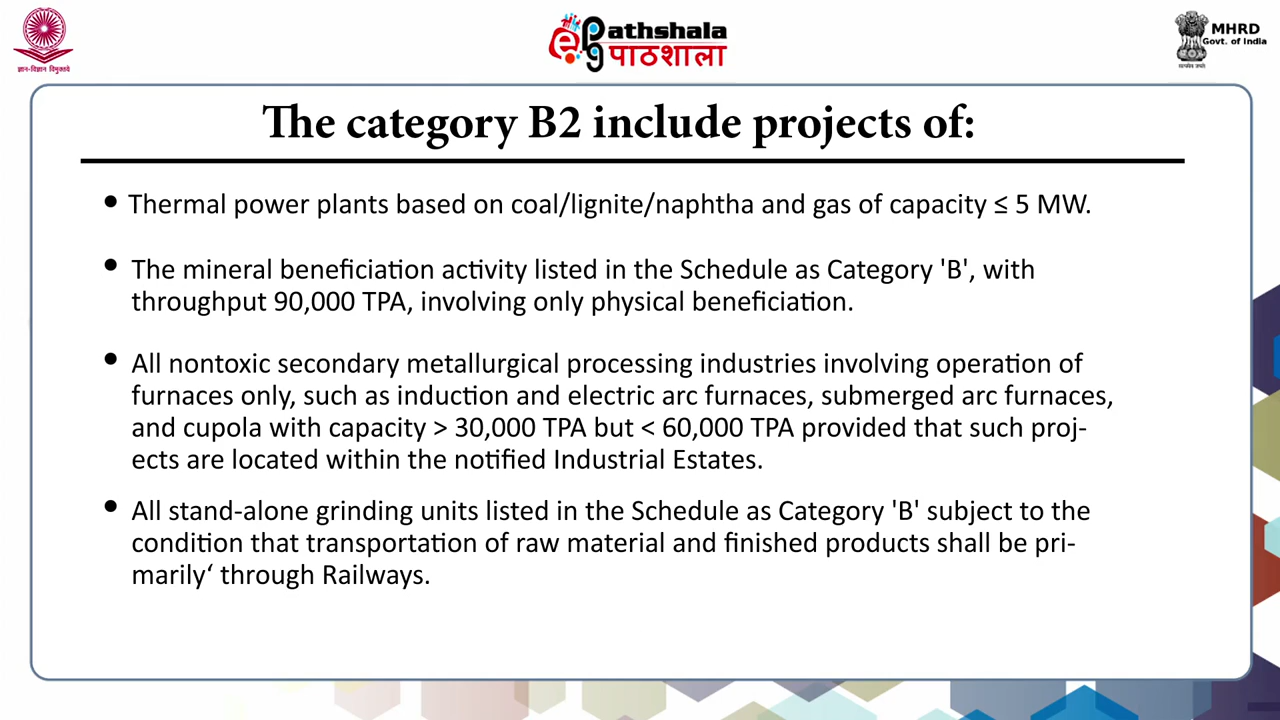 ज्ञान-विज्ञान विमुक्तये
ePathshala
पाठशाला
MHRD
Govt. of India
सत्यमेव जयते
The category B2 include projects of:
• Thermal power plants based on coal/lignite/naphtha and gas of capacity ≤ 5 MW.
• The mineral beneficiation activity listed in the Schedule as Category 'B', with
throughput 90,000 TPA, involving only physical beneficiation.
• All nontoxic secondary metallurgical processing industries involving operation of
furnaces only, such as induction and electric arc furnaces, submerged arc furnaces,
and cupola with capacity > 30,000 TPA but < 60,000 TPA provided that such proj-
ects are located within the notified Industrial Estates.
• All stand-alone grinding units listed in the Schedule as Category 'B' subject to the
condition that transportation of raw material and finished products shall be pri-
marily‘ through Railways.